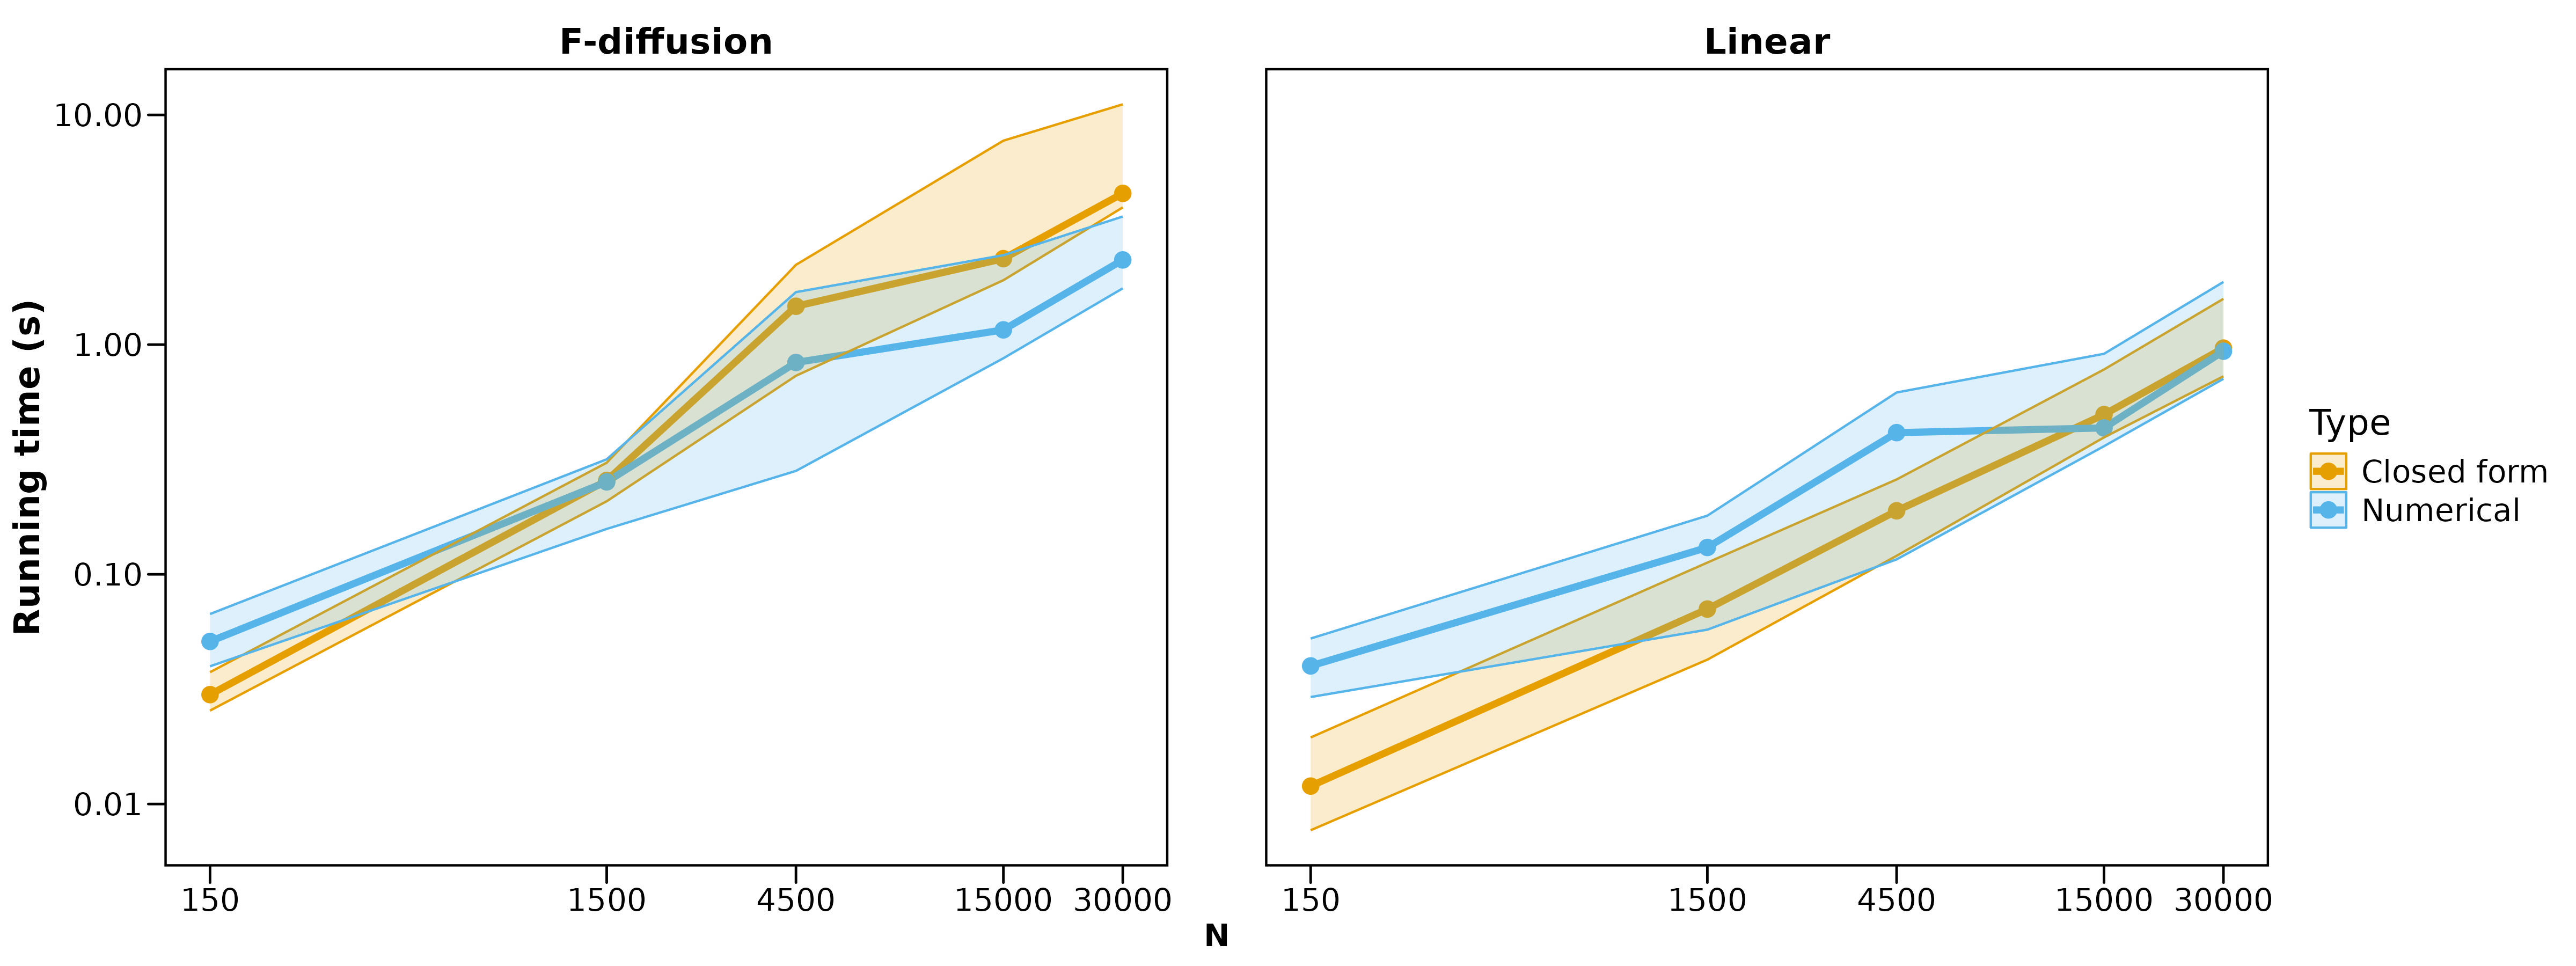 F-diffusion
Linear
Running time (s)
10.00
1.00
0.10
0.01
150 1500 4500 15000 30000
150 1500 4500 15000 30000
N
Type
Closed form
Numerical